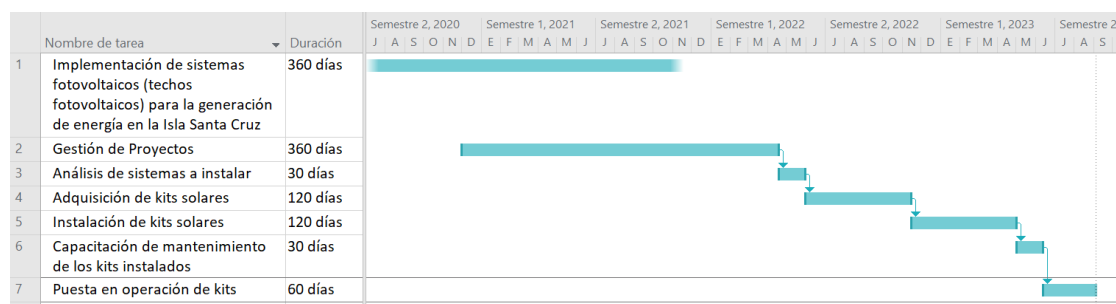 Semestre 2, 2020 Semestre 1, 2021 Semestre 2, 2021 Semestre 1, 2022 Semestre 2, 2022 Semestre 1, 2023 Semestre 2
Nombre de tarea Duración J A S O N D E F M A M J J A S O N D E F M A M J J A S O N D E F M A M J J A S
1 Implementación de sistemas 360 días
fotovoltaicos (techos
fotovoltaicos) para la generación
de energía en la Isla Santa Cruz
2 Gestión de Proyectos 360 días
3 Análisis de sistemas a instalar 30 días
4 Adquisición de kits solares 120 días
5 Instalación de kits solares 120 días
6 Capacitación de mantenimiento 30 días
de los kits instalados
7 Puesta en operación de kits 60 días